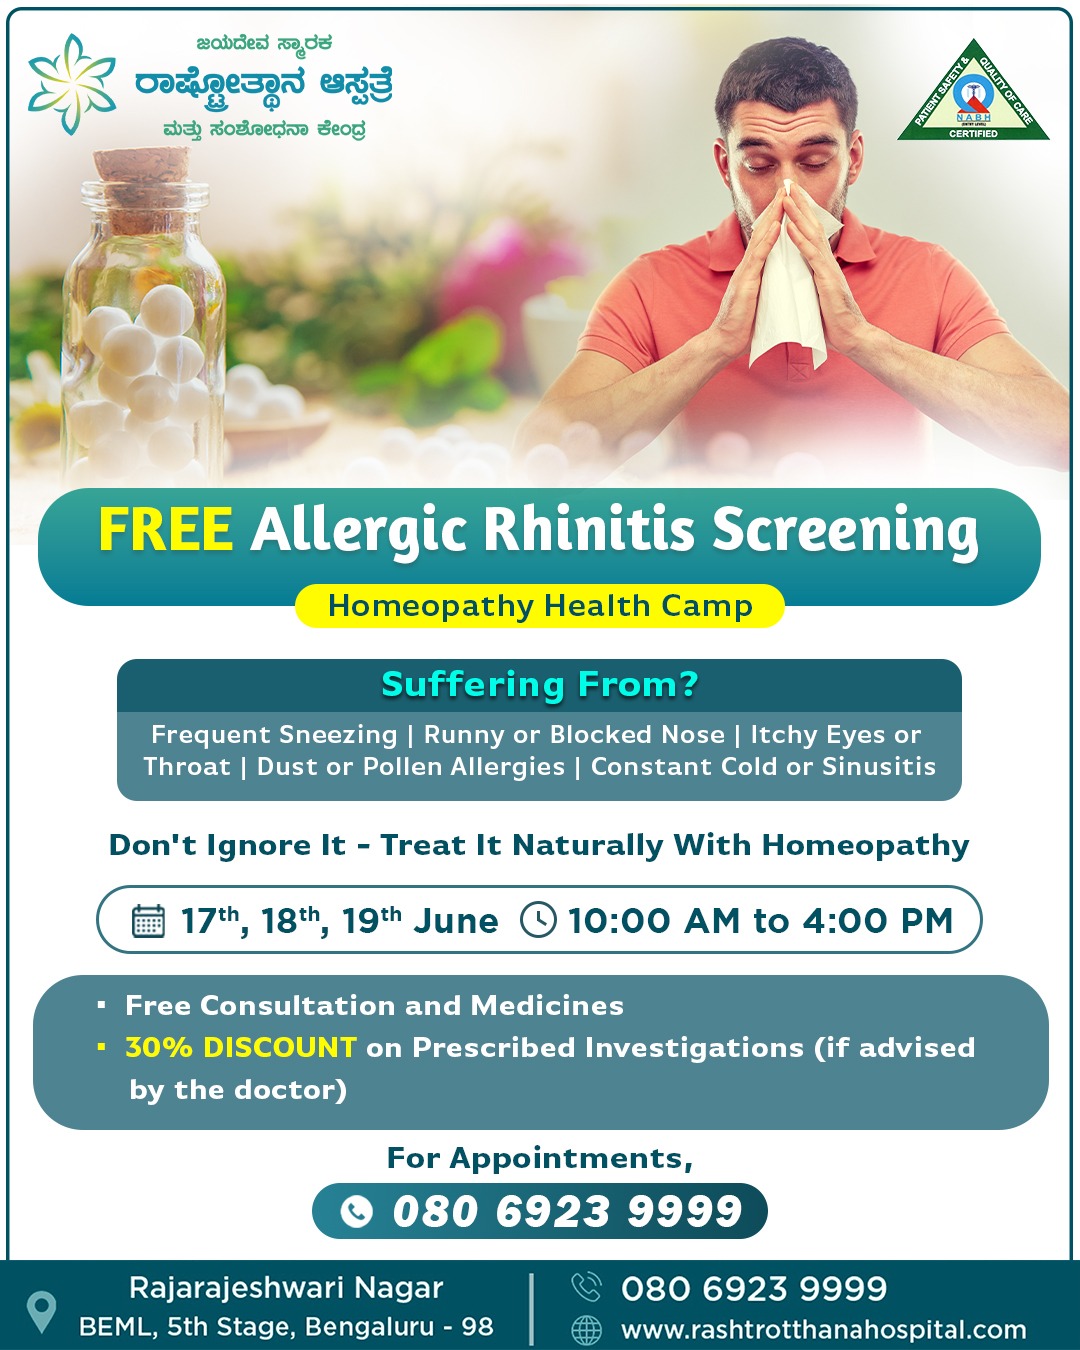 ಜಯದೇವ ಸ್ಮಾರಕ
ರಾಷ್ಟ್ರೋತ್ಥಾನ ಆಸ್ಪತ್ರೆ
ಮತ್ತು ಸಂಶೋಧನಾ ಕೇಂದ್ರ
PATIENT SAFETY & QUALITY OF CARE
N A B H
(ENTRY LEVEL)
CERTIFIED
FREE Allergic Rhinitis Screening
Homeopathy Health Camp
Suffering From?
Frequent Sneezing | Runny or Blocked Nose | Itchy Eyes or
Throat | Dust or Pollen Allergies | Constant Cold or Sinusitis
Don't Ignore It - Treat It Naturally With Homeopathy
17th, 18th, 19th June 10:00 AM to 4:00 PM
▪ Free Consultation and Medicines
▪ 30% DISCOUNT on Prescribed Investigations (if advised
by the doctor)
For Appointments,
080 6923 9999
Rajarajeshwari Nagar
BEML, 5th Stage, Bengaluru - 98
080 6923 9999
www.rashtrotthanahospital.com